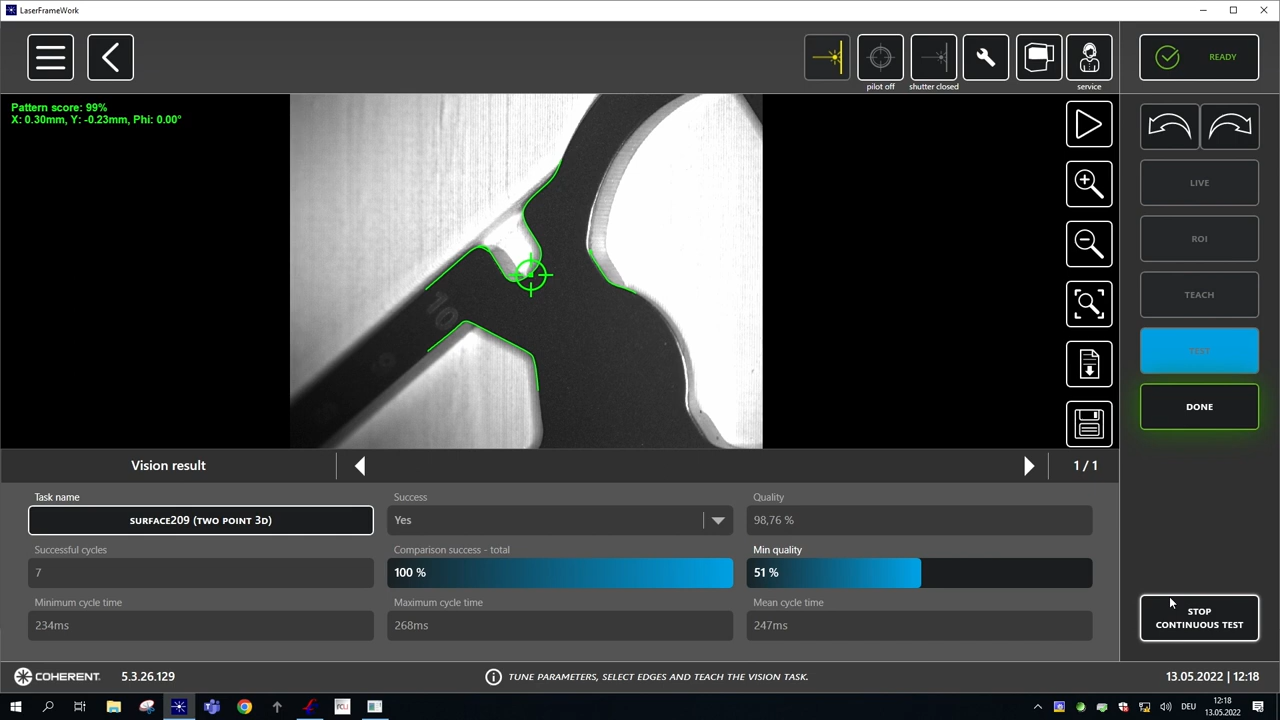 LaserFrameWork
pilot off
shutter closed
service
READY
Pattern score: 99%
X: 0.30mm, Y: -0.23mm, Phi: 0.00°
10
LIVE
ROI
TEACH
TEST
DONE
Vision result
1 / 1
Task name
SURFACE209 (TWO POINT 3D)
Success
Yes
Quality
98,76 %
Successful cycles
7
Comparison success - total
100 %
Min quality
51 %
Minimum cycle time
234ms
Maximum cycle time
268ms
Mean cycle time
247ms
STOP
CONTINUOUS TEST
COHERENT
5.3.26.129
TUNE PARAMETERS, SELECT EDGES AND TEACH THE VISION TASK.
13.05.2022 | 12:18
DEU
12:18
13.05.2022